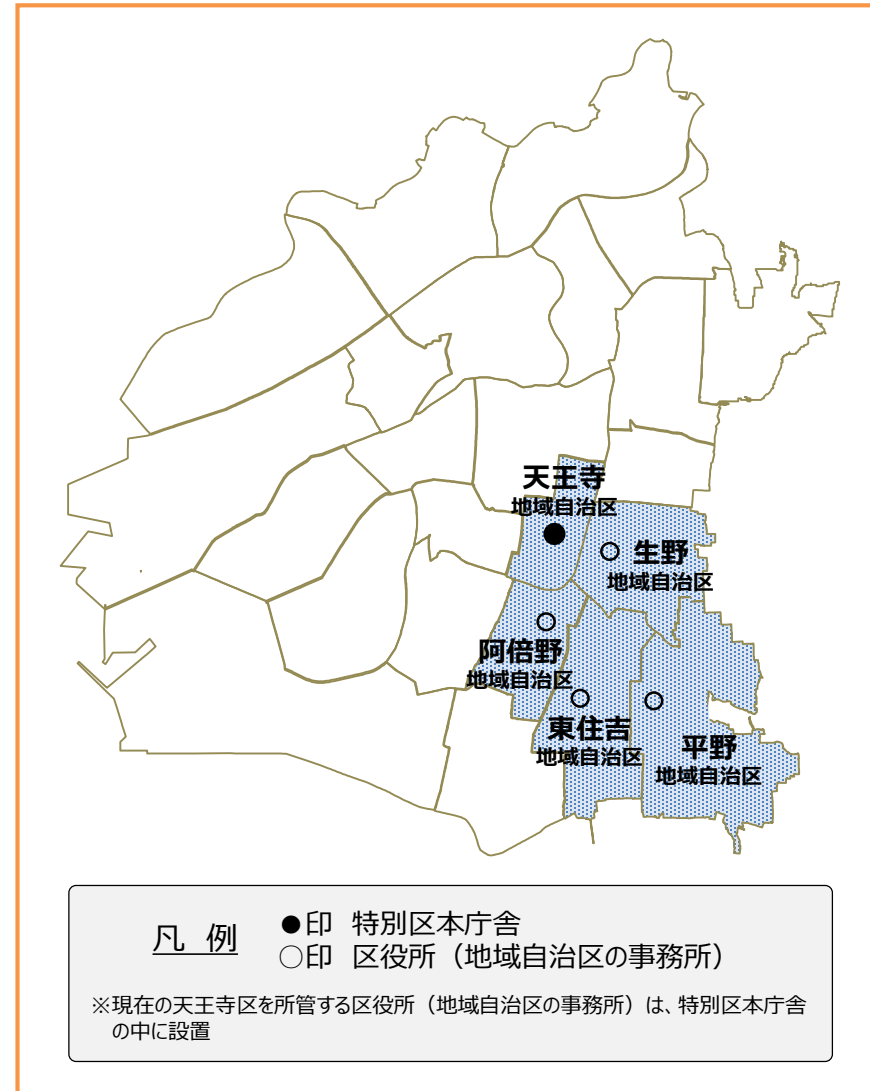 天王寺
地域自治区
生野
地域自治区
阿倍野
地域自治区
東住吉
地域自治区
平野
地域自治区
凡 例
●印 特別区本庁舎
○印 区役所（地域自治区の事務所）
※現在の天王寺区を所管する区役所（地域自治区の事務所）は、特別区本庁舎
の中に設置